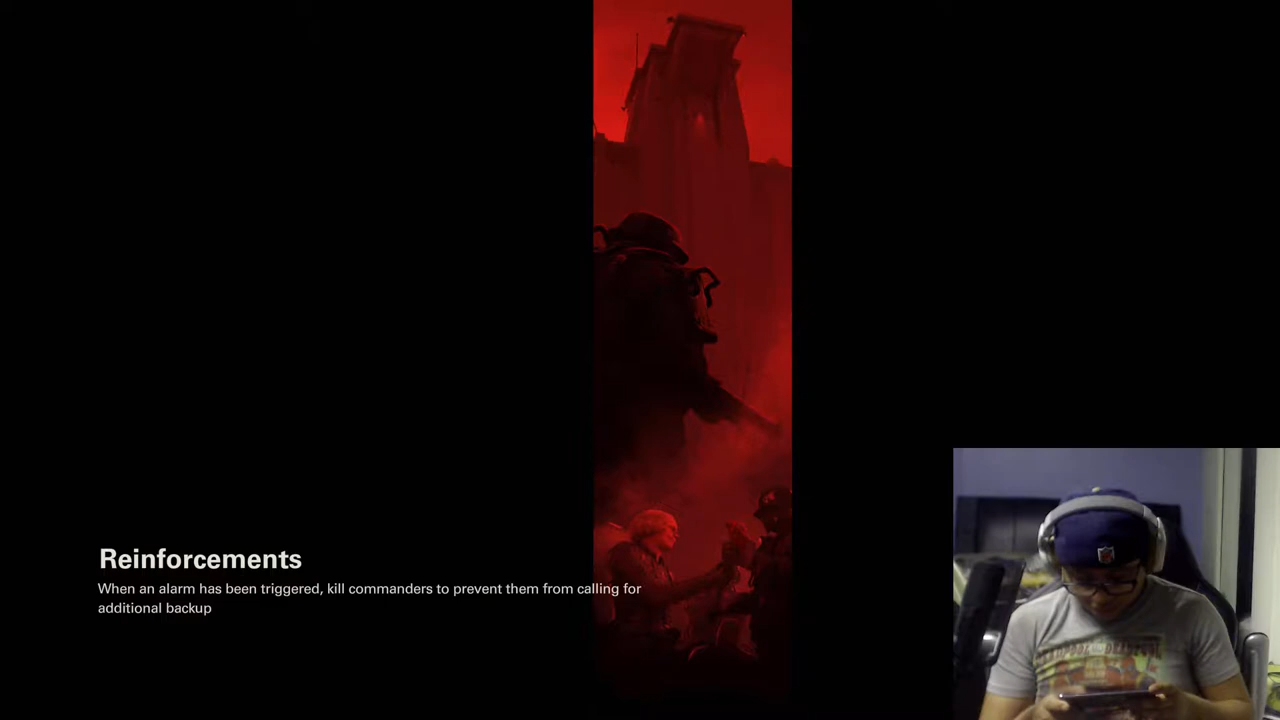 Reinforcements
When an alarm has been triggered, kill commanders to prevent them from calling for
additional backup